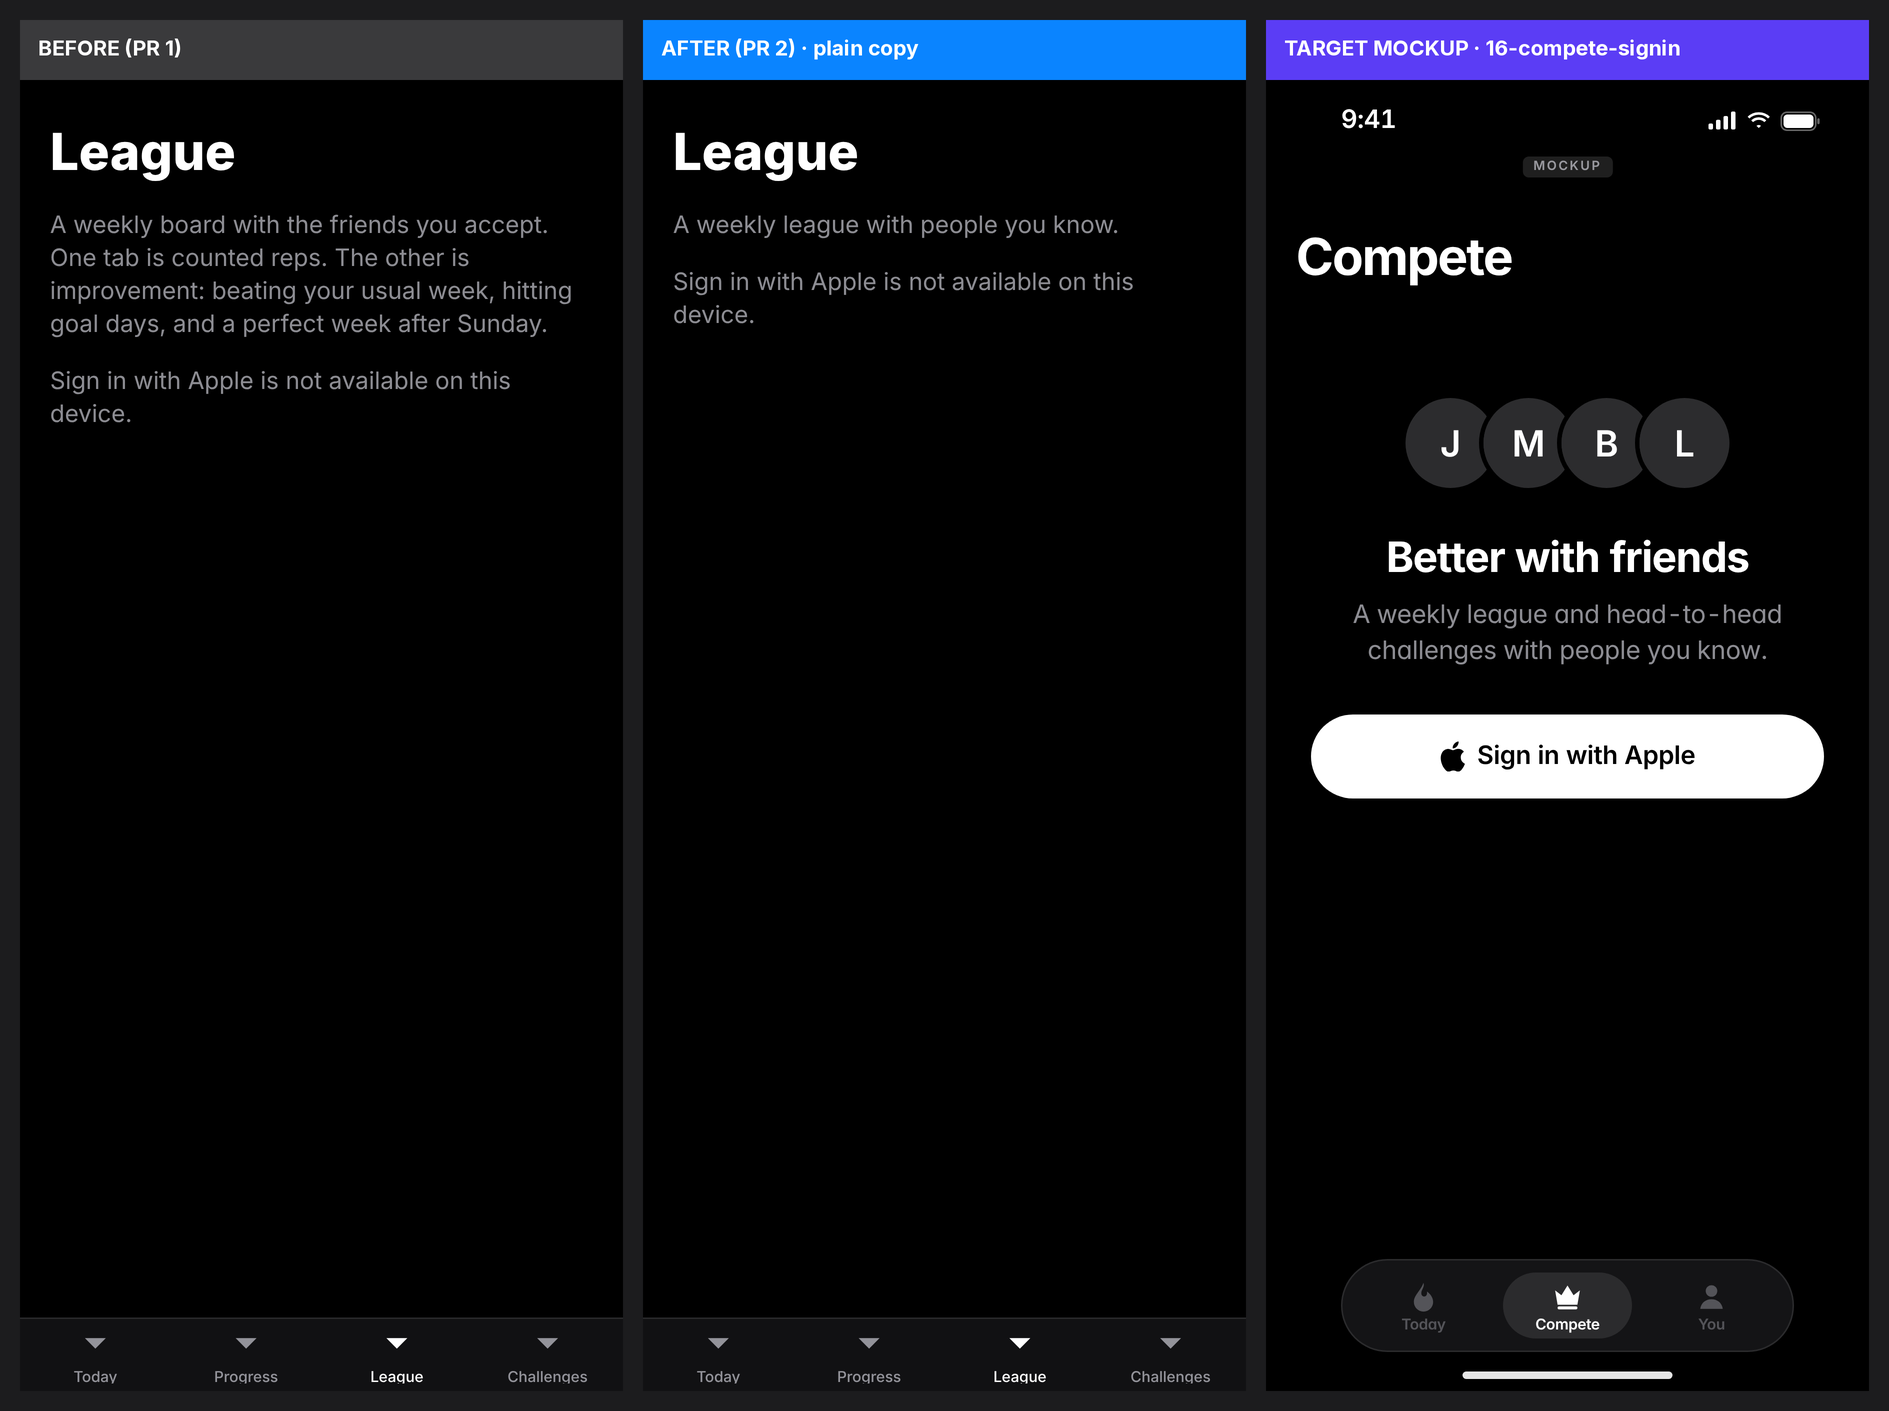 BEFORE (PR 1)
League
A weekly board with the friends you accept.
One tab is counted reps. The other is
improvement: beating your usual week, hitting
goal days, and a perfect week after Sunday.
Sign in with Apple is not available on this
device.
Today
Progress
League
Challenges
AFTER (PR 2) · plain copy
League
A weekly league with people you know.
Sign in with Apple is not available on this
device.
Today
Progress
League
Challenges
TARGET MOCKUP · 16-compete-signin
9:41
MOCKUP
Compete
J M B L
Better with friends
A weekly league and head-to-head
challenges with people you know.
Sign in with Apple
Today
Compete
You